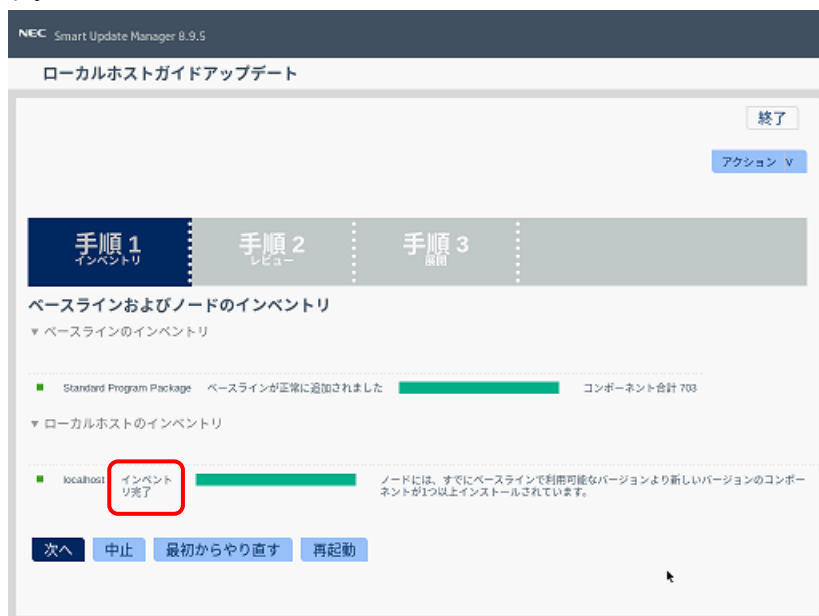 NEC Smart Update Manager 8.9.5
ローカルホストガイドアップデート
終了
アクション ∨
手順 1
インベントリ
手順 2
レビュー
手順 3
展開
ベースラインおよびノードのインベントリ
▼ ベースラインのインベントリ
Standard Program Package ベースラインが正常に追加されました コンポーネント合計 703
▼ ローカルホストのインベントリ
localhost インベント
リ完了
ノードには、すでにベースラインで利用可能なバージョンより新しいバージョンのコンポー
ネントが1つ以上インストールされています。
次へ 中止 最初からやり直す 再起動